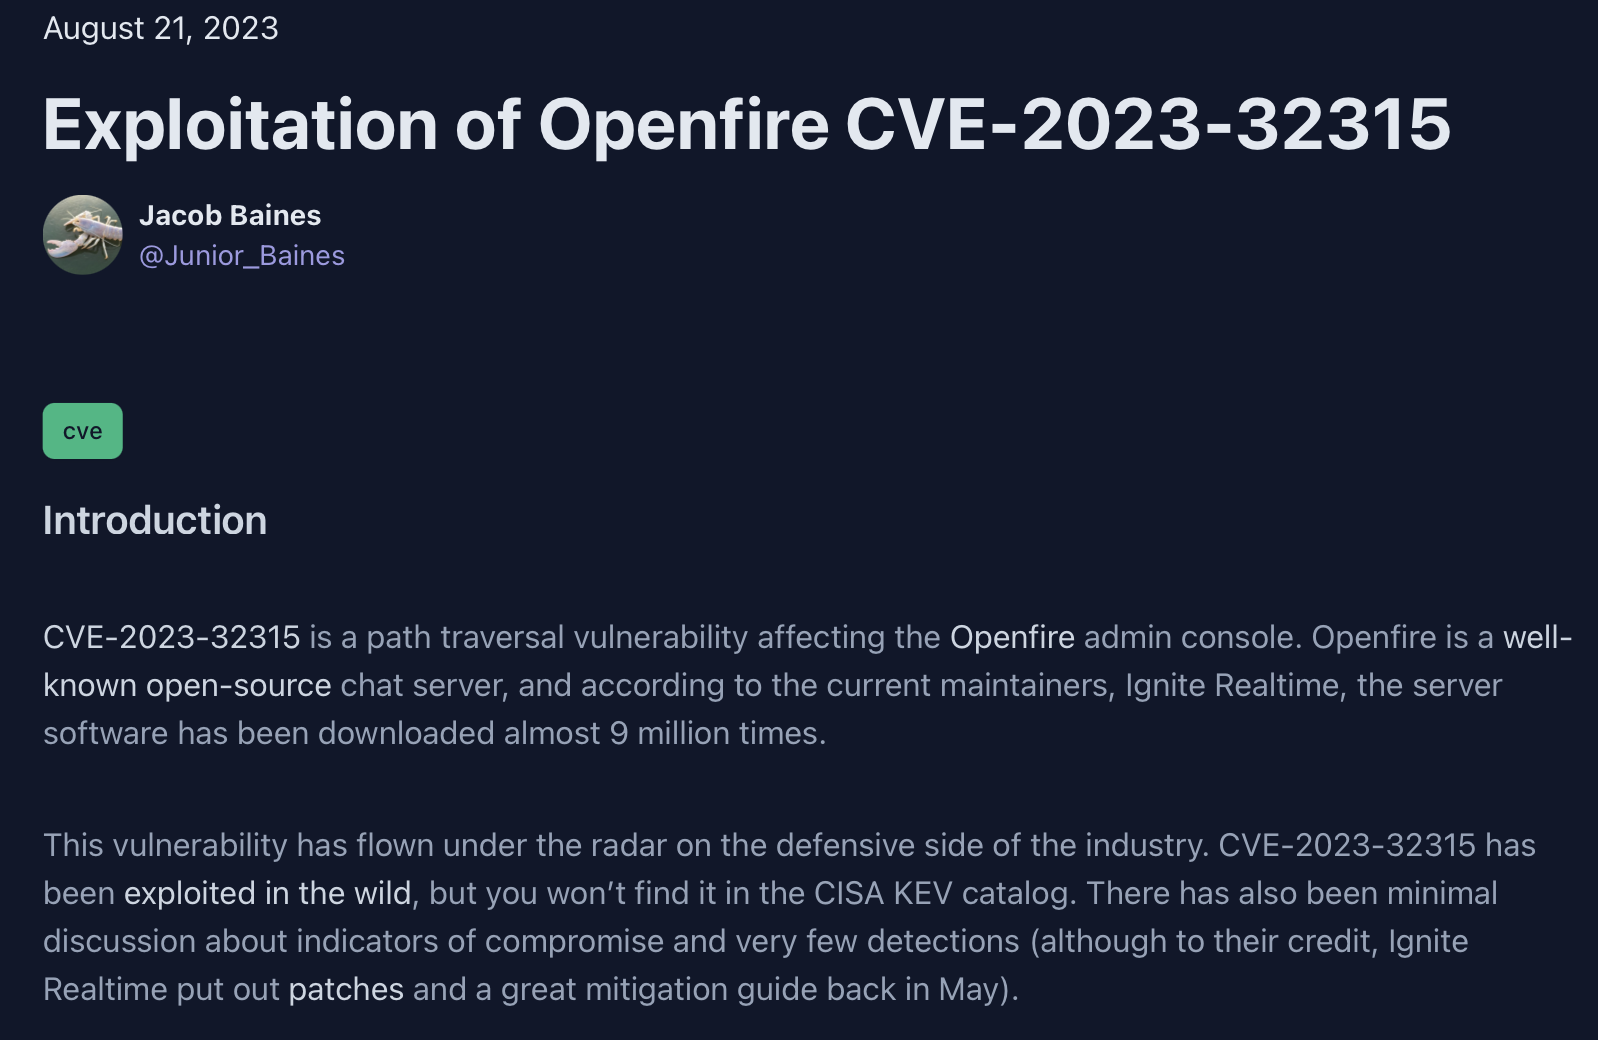 August 21, 2023
Exploitation of Openfire CVE-2023-32315
Jacob Baines
@Junior_Baines
cve
Introduction
CVE-2023-32315 is a path traversal vulnerability affecting the Openfire admin console. Openfire is a well-
known open-source chat server, and according to the current maintainers, Ignite Realtime, the server
software has been downloaded almost 9 million times.
This vulnerability has flown under the radar on the defensive side of the industry. CVE-2023-32315 has
been exploited in the wild, but you won’t find it in the CISA KEV catalog. There has also been minimal
discussion about indicators of compromise and very few detections (although to their credit, Ignite
Realtime put out patches and a great mitigation guide back in May).